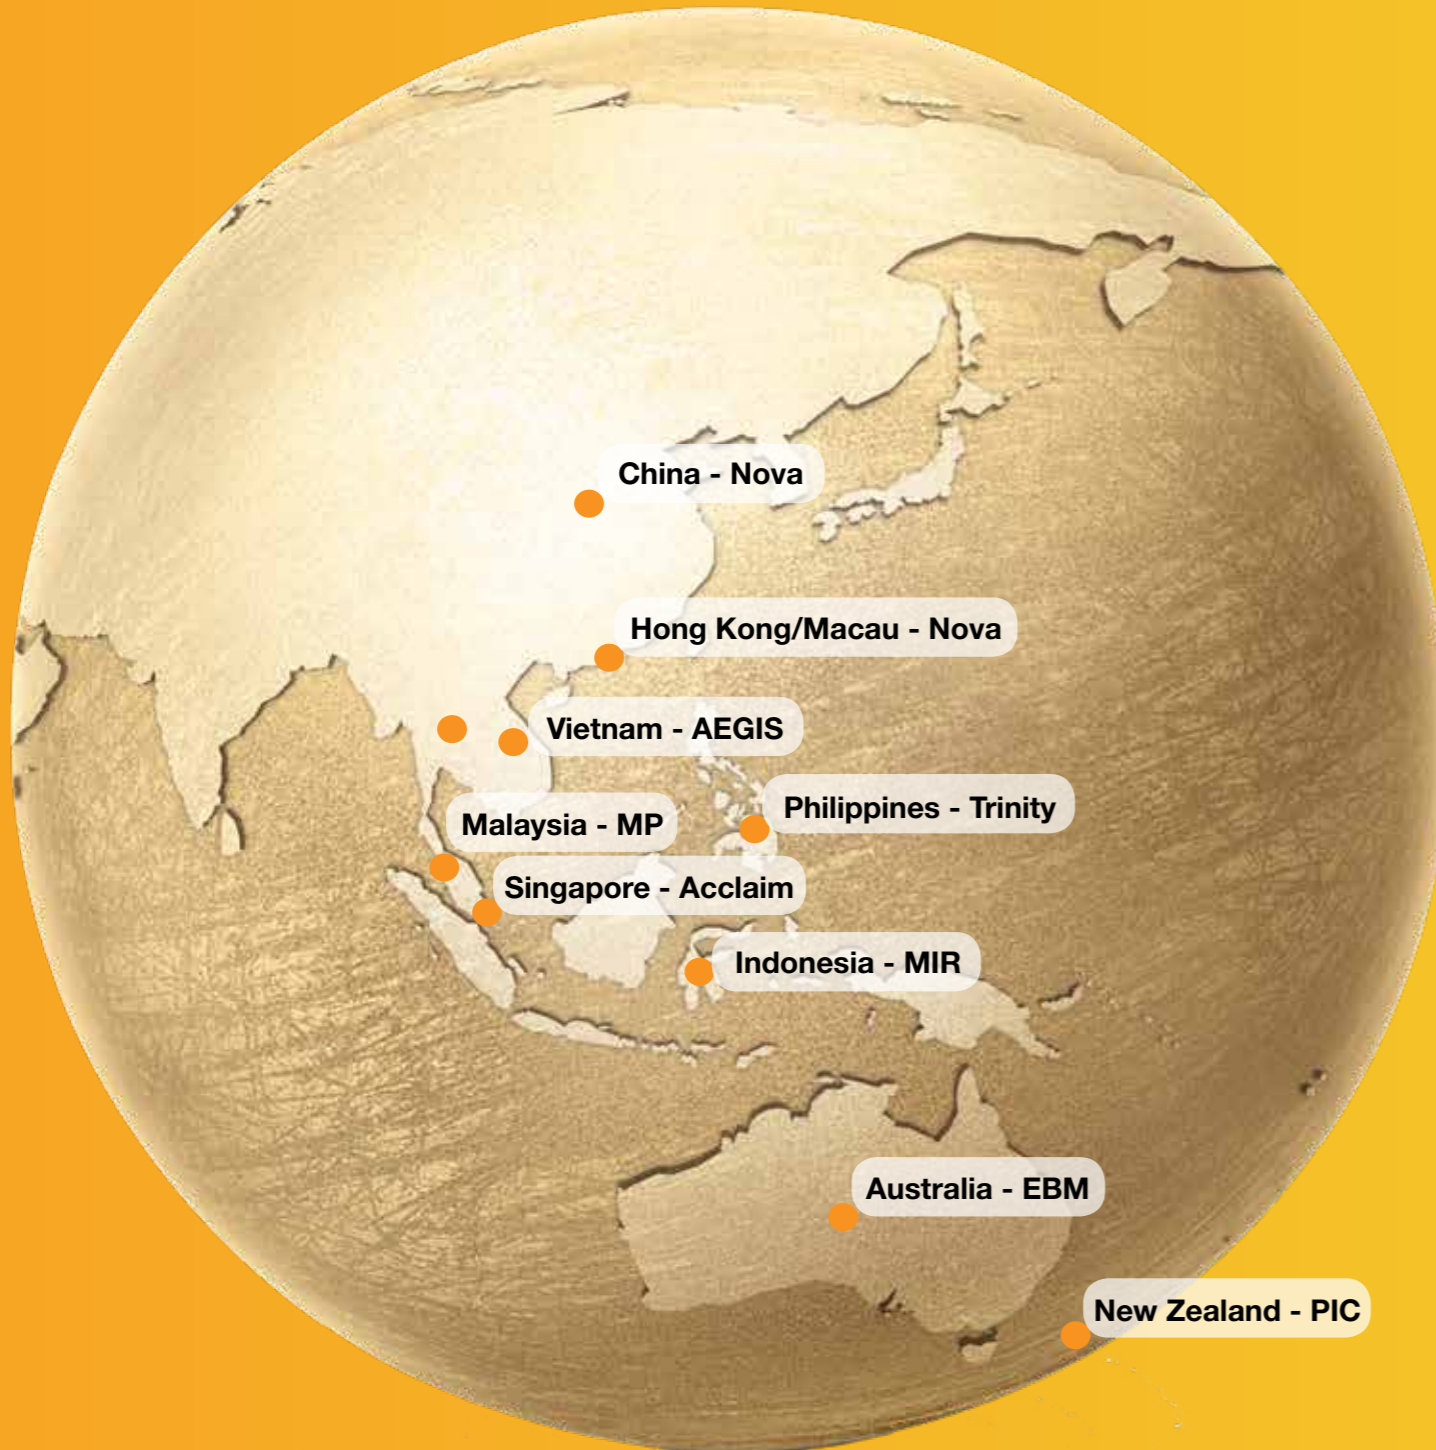 China - Nova
Hong Kong/Macau - Nova
Vietnam - AEGIS
Philippines - Trinity
Malaysia - MP
Singapore - Acclaim
Indonesia - MIR
Australia - EBM
New Zealand - PIC